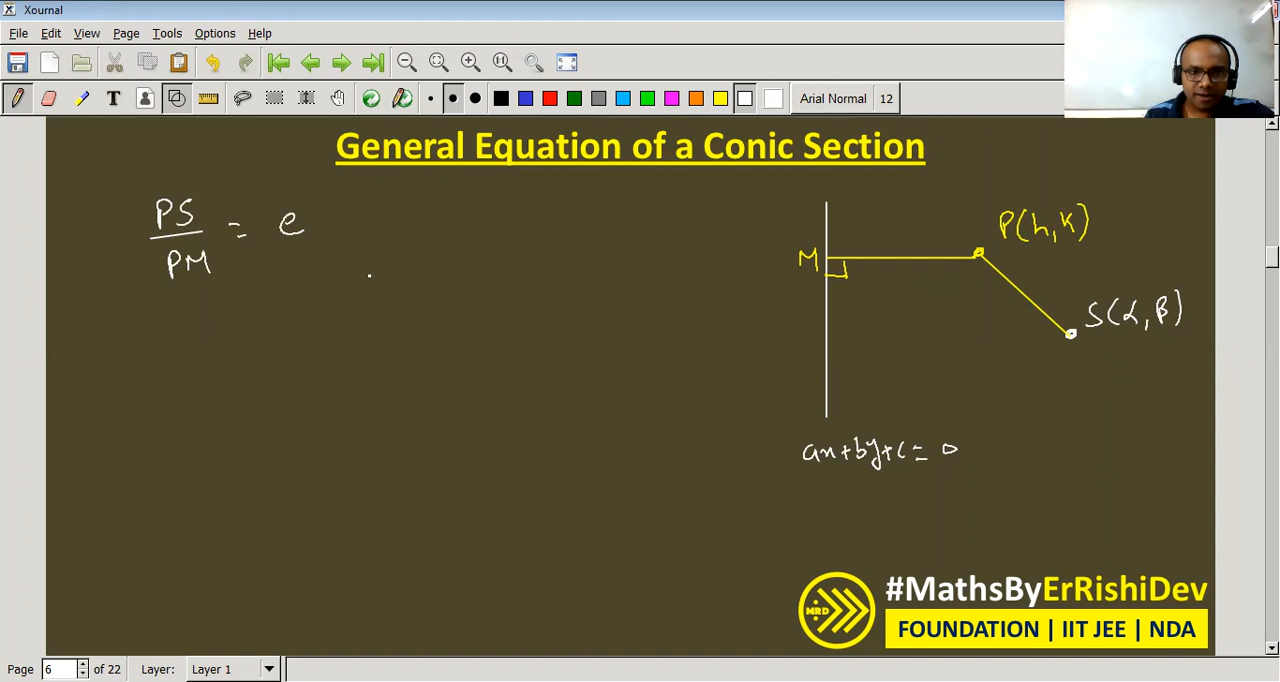 Xournal
File Edit View Page Tools Options Help
Arial Normal 12
General Equation of a Conic Section
PS
PM
= e
P(h, k)
M
S(α, β)
ax+by+c = 0
MRD
#MathsByErRishiDev
FOUNDATION | IIT JEE | NDA
Page 6 of 22 Layer: Layer 1